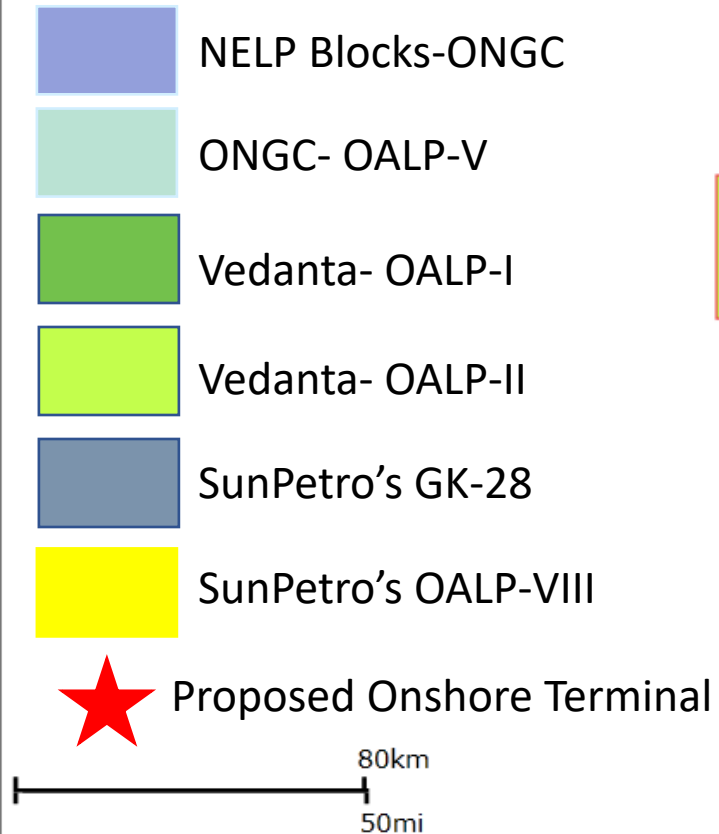 NELP Blocks-ONGC
ONGC- OALP-V
Vedanta- OALP-I
Vedanta- OALP-II
SunPetro’s GK-28
SunPetro’s OALP-VIII
Proposed Onshore Terminal
80km
50mi